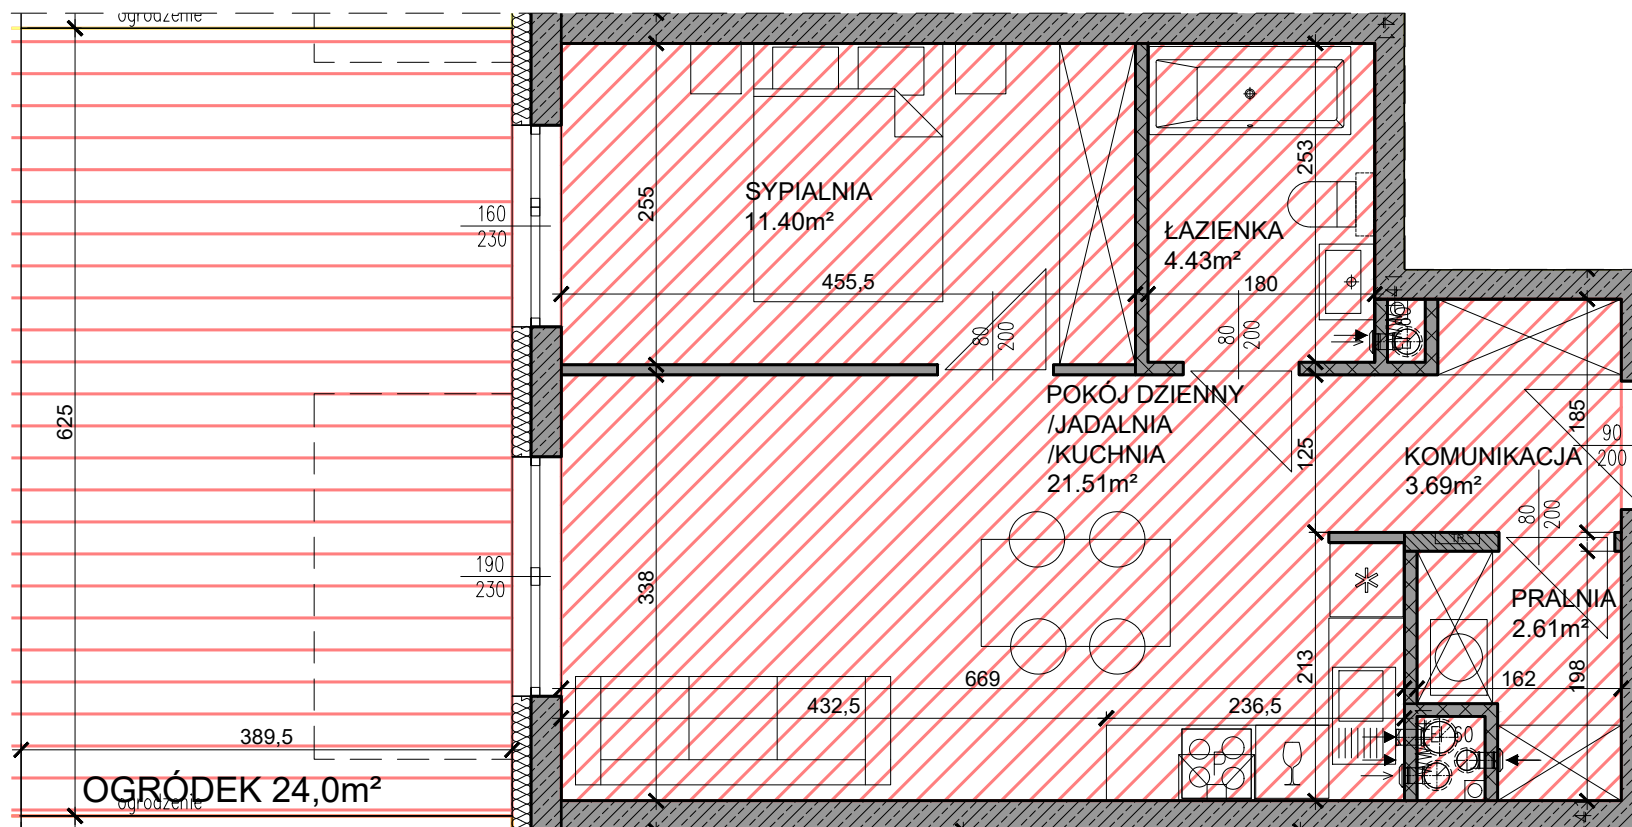 ogrodzenie
14
SYPIALNIA
11.40m²
455,5
255
160
230
80
200
ŁAZIENKA
4.43m²
253
180
80
200
POKÓJ DZIENNY
/JADALNIA
/KUCHNIA
21.51m²
125
KOMUNIKACJA
3.69m²
185
90
200
80
200
625
190
230
338
PRALNIA
2.61m²
162
198
669
213
432,5
236,5
389,5
OGRÓDEK 24,0m²
ogrodzenie